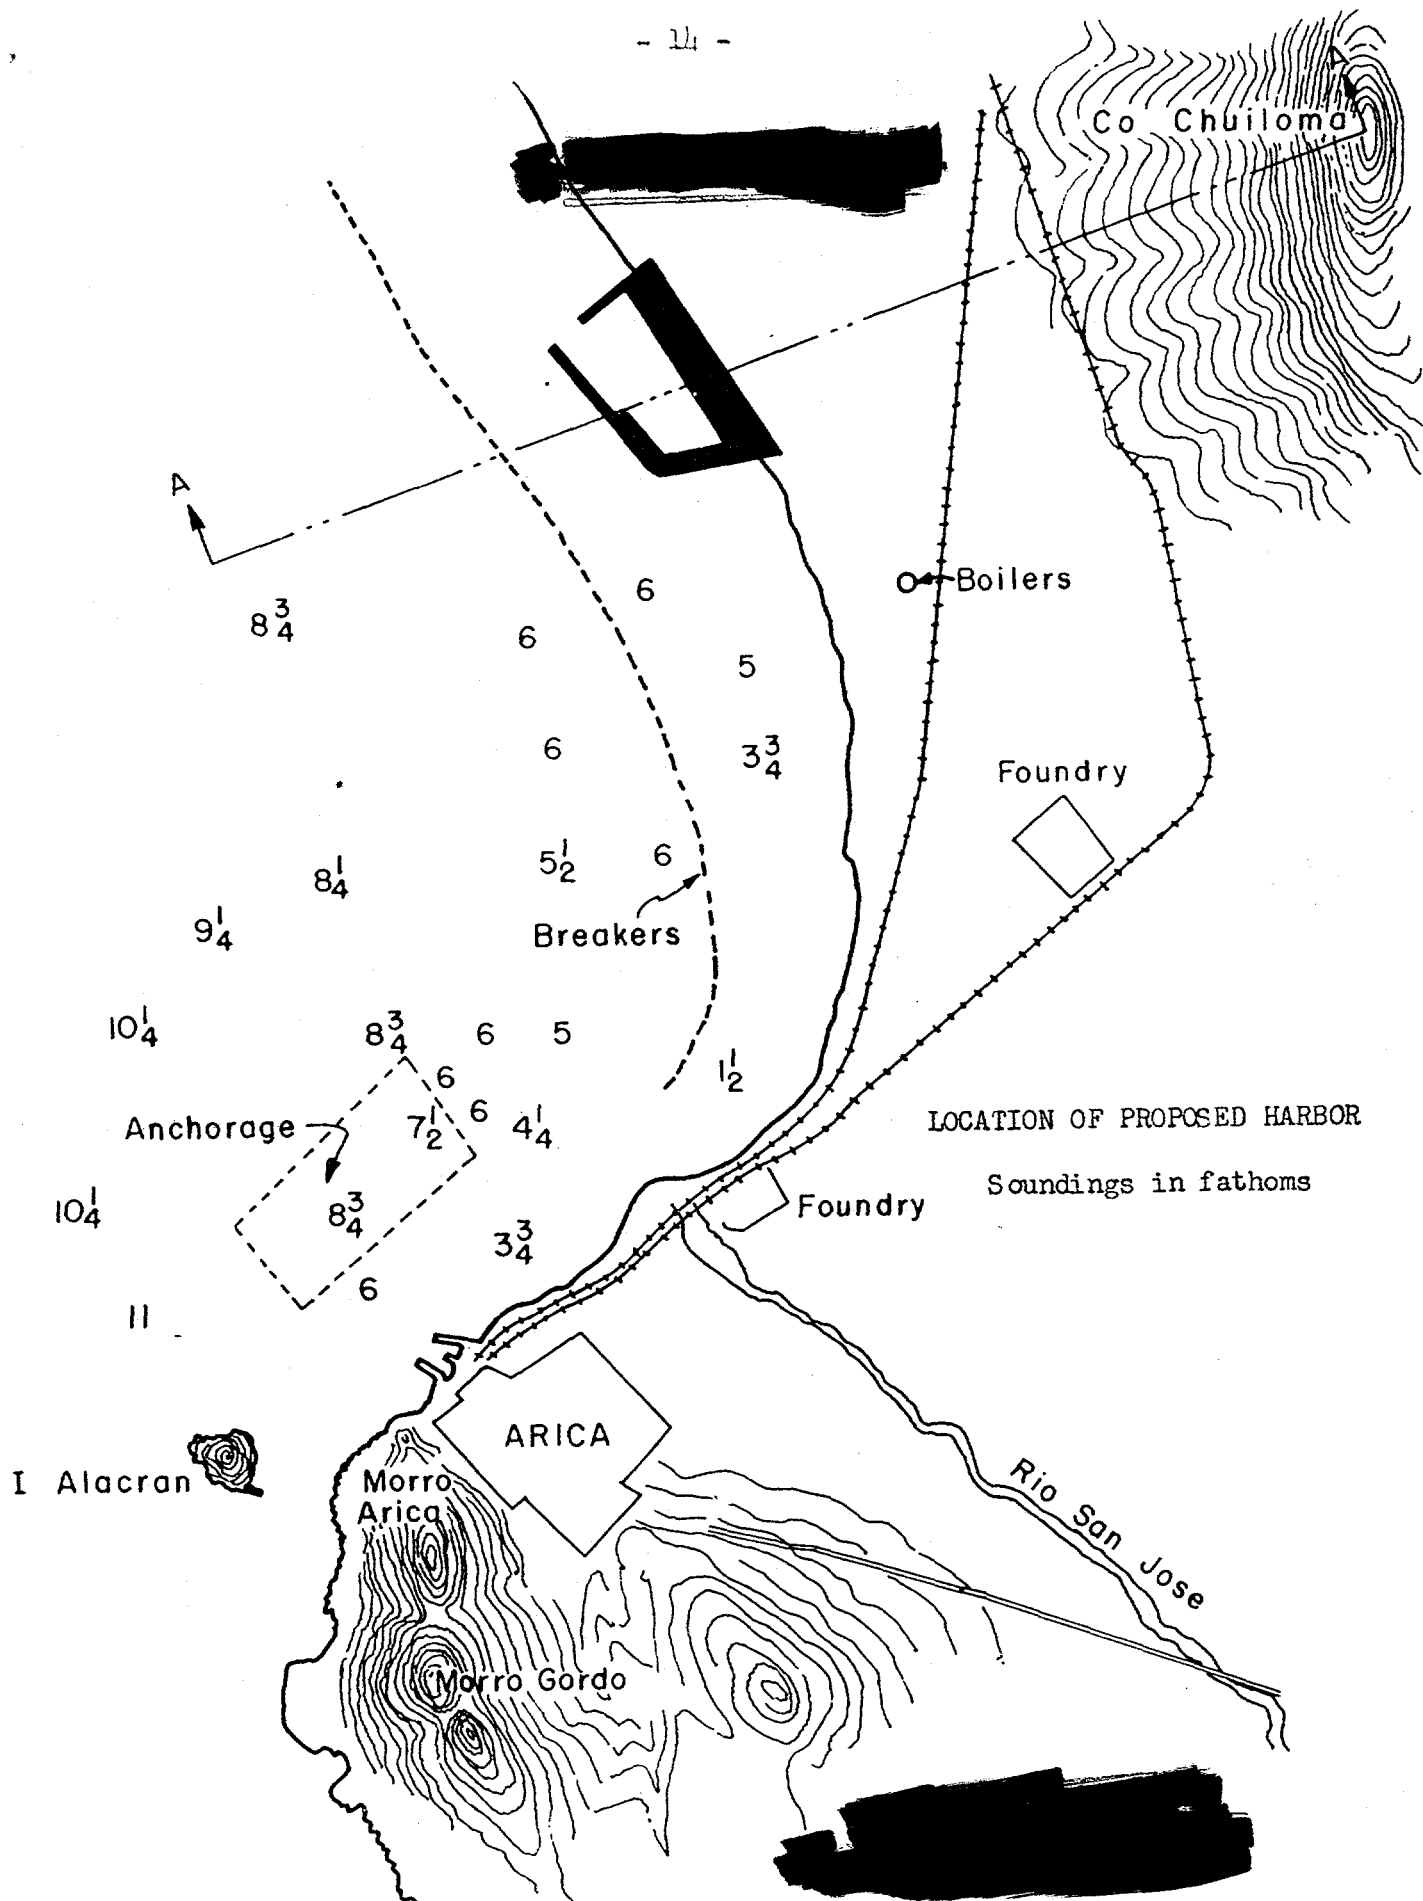 - 14 -
Co Chuiloma
A
A
6
8 3/4
6
Boilers
5
6
3 3/4
Foundry
5 1/2
6
8 1/4
9 1/4
Breakers
10 1/4
8 3/4
6
5
6
1 1/2
Anchorage
7 1/2
6
4 1/4
LOCATION OF PROPOSED HARBOR
Soundings in fathoms
10 1/4
8 3/4
Foundry
3 3/4
6
11
ARICA
I Alacran
Morro
Arica
Rio San Jose
Morro Gordo